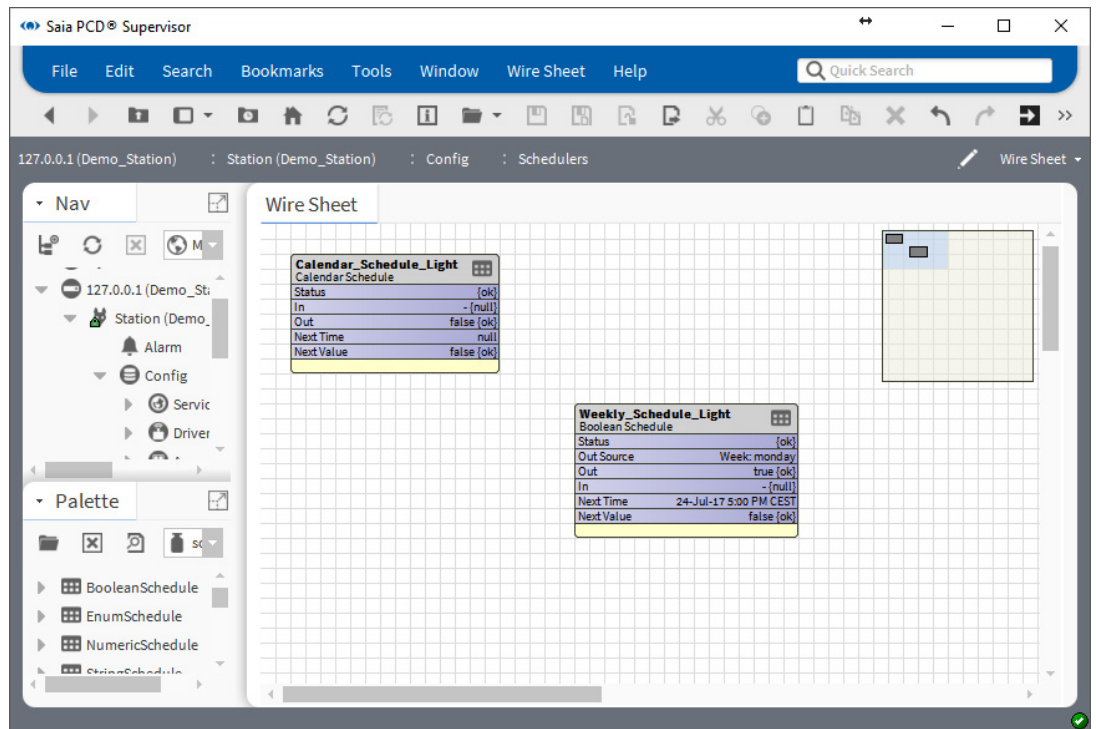 Saia PCD® Supervisor
File Edit Search Bookmarks Tools Window Wire Sheet Help Quick Search
127.0.0.1 (Demo_Station) : Station (Demo_Station) : Config : Schedulers Wire Sheet
Nav
M
127.0.0.1 (Demo_Sta
Station (Demo_
Alarm
Config
Servic
Driver
Palette
sc
BooleanSchedule
EnumSchedule
NumericSchedule
StringSchedule
Wire Sheet
Calendar_Schedule_Light
Calendar Schedule
Status {ok}
In - {null}
Out false {ok}
Next Time null
Next Value false {ok}
Weekly_Schedule_Light
Boolean Schedule
Status {ok}
Out Source Week: monday
Out true {ok}
In - {null}
Next Time 24-Jul-17 5:00 PM CEST
Next Value false {ok}